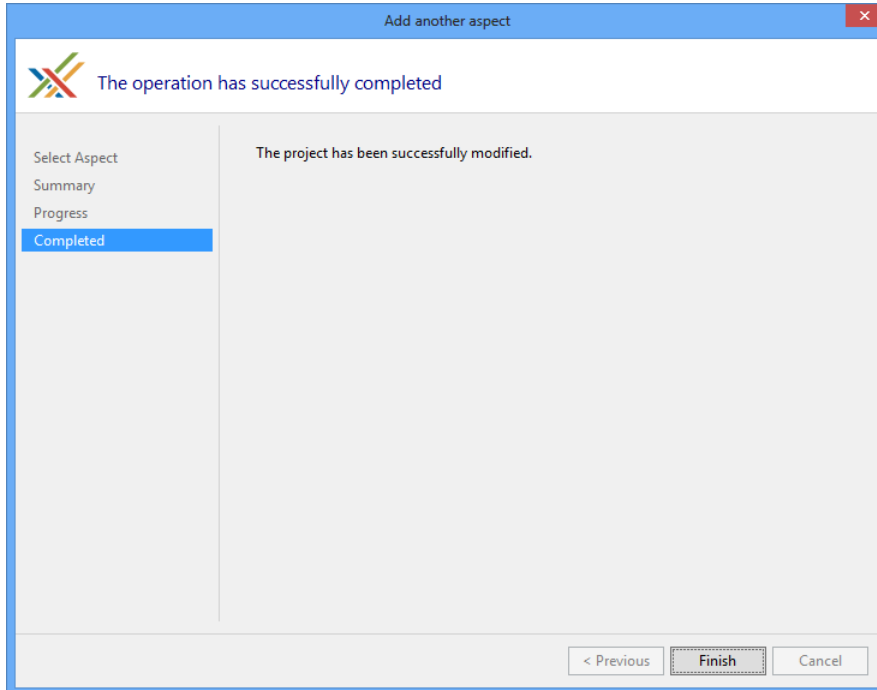 Add another aspect
The operation has successfully completed
Select Aspect
Summary
Progress
Completed
The project has been successfully modified.
< Previous
Finish
Cancel